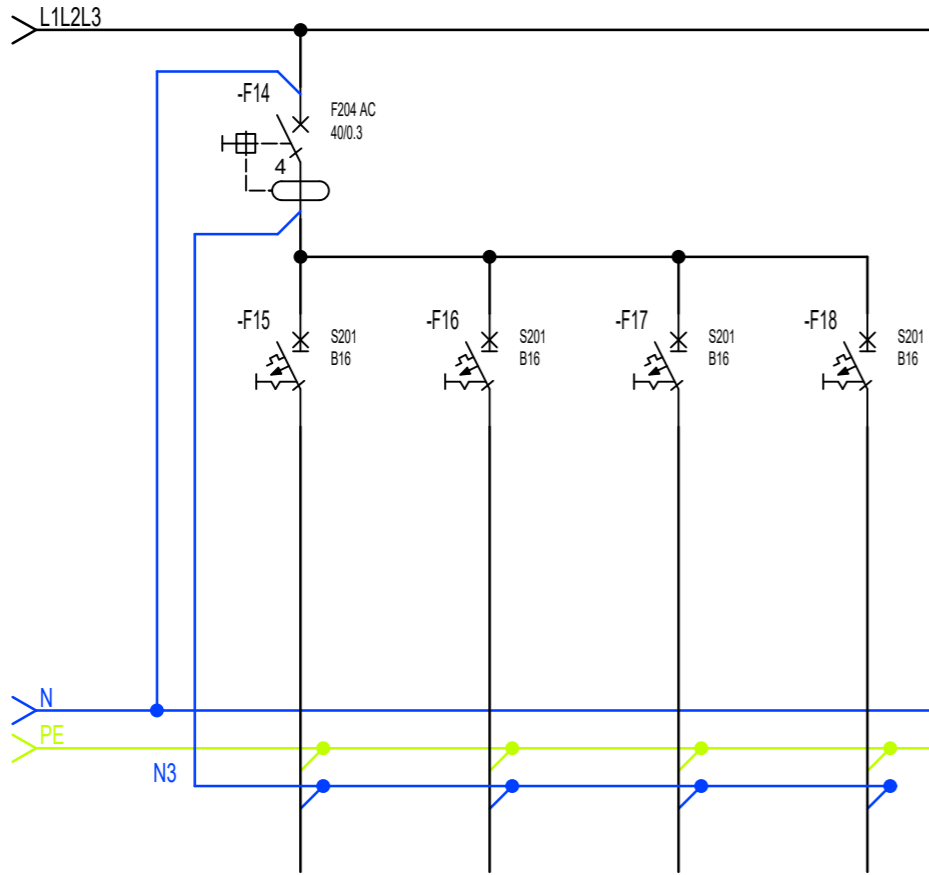 L1L2L3
-F14
F204 AC
40/0.3
4
-F15
S201
B16
-F16
S201
B16
-F17
S201
B16
-F18
S201
B16
N
PE
N3